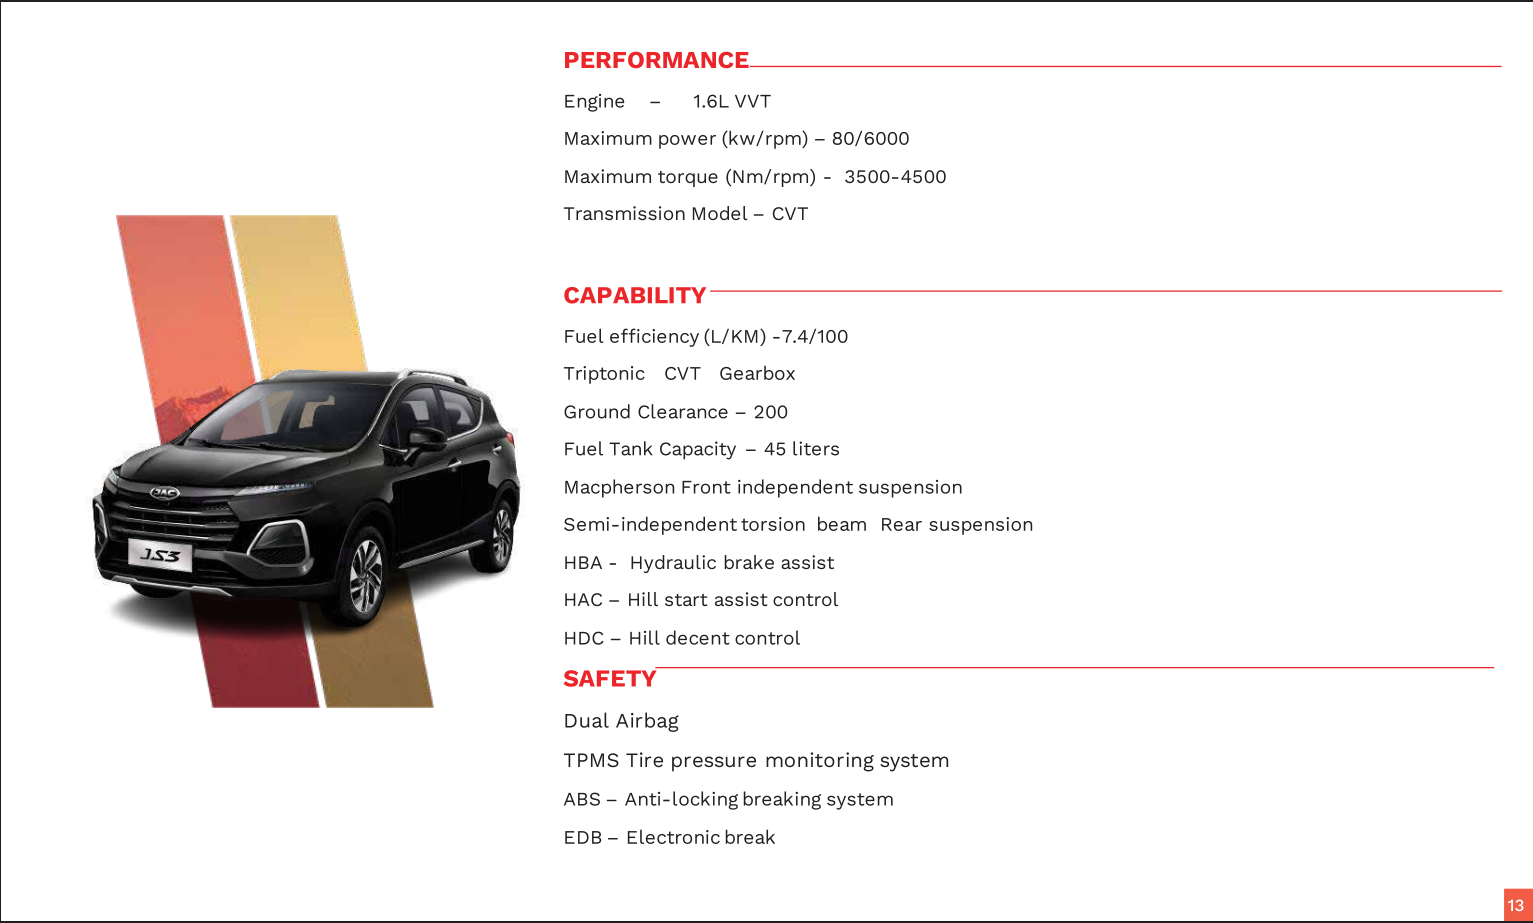 PERFORMANCE
Engine – 1.6L VVT
Maximum power (kw/rpm) – 80/6000
Maximum torque (Nm/rpm) - 3500-4500
Transmission Model – CVT
CAPABILITY
Fuel efficiency (L/KM) -7.4/100
Triptonic CVT Gearbox
Ground Clearance – 200
Fuel Tank Capacity – 45 liters
Macpherson Front independent suspension
Semi-independent torsion beam Rear suspension
HBA - Hydraulic brake assist
HAC – Hill start assist control
HDC – Hill decent control
SAFETY
Dual Airbag
TPMS Tire pressure monitoring system
ABS – Anti-locking breaking system
EDB – Electronic break
JAC
JS3
13